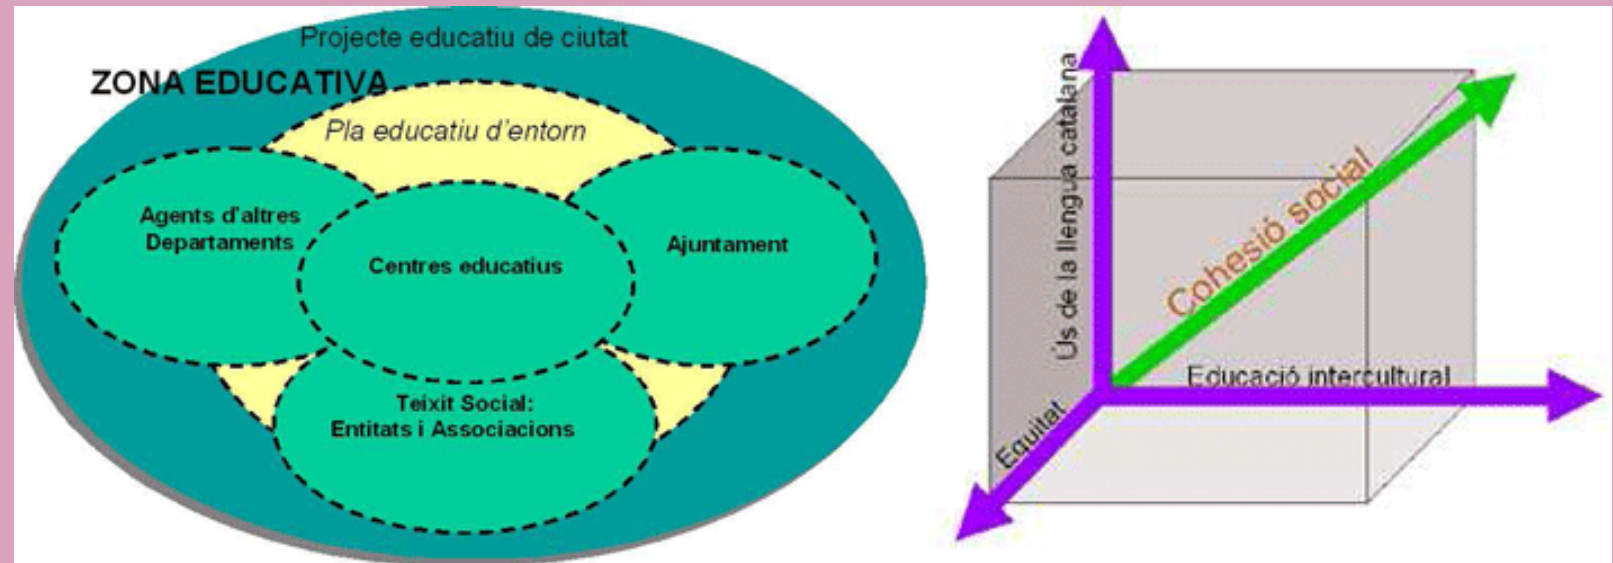 Projecte educatiu de ciutat
ZONA EDUCATIVA
Pla educatiu d'entorn
Agents d'altres
Departaments
Centres educatius
Ajuntament
Teixit Social:
Entitats i Associacions
Ús de la llengua catalana
Cohesió social
Educació intercultural
Equitat